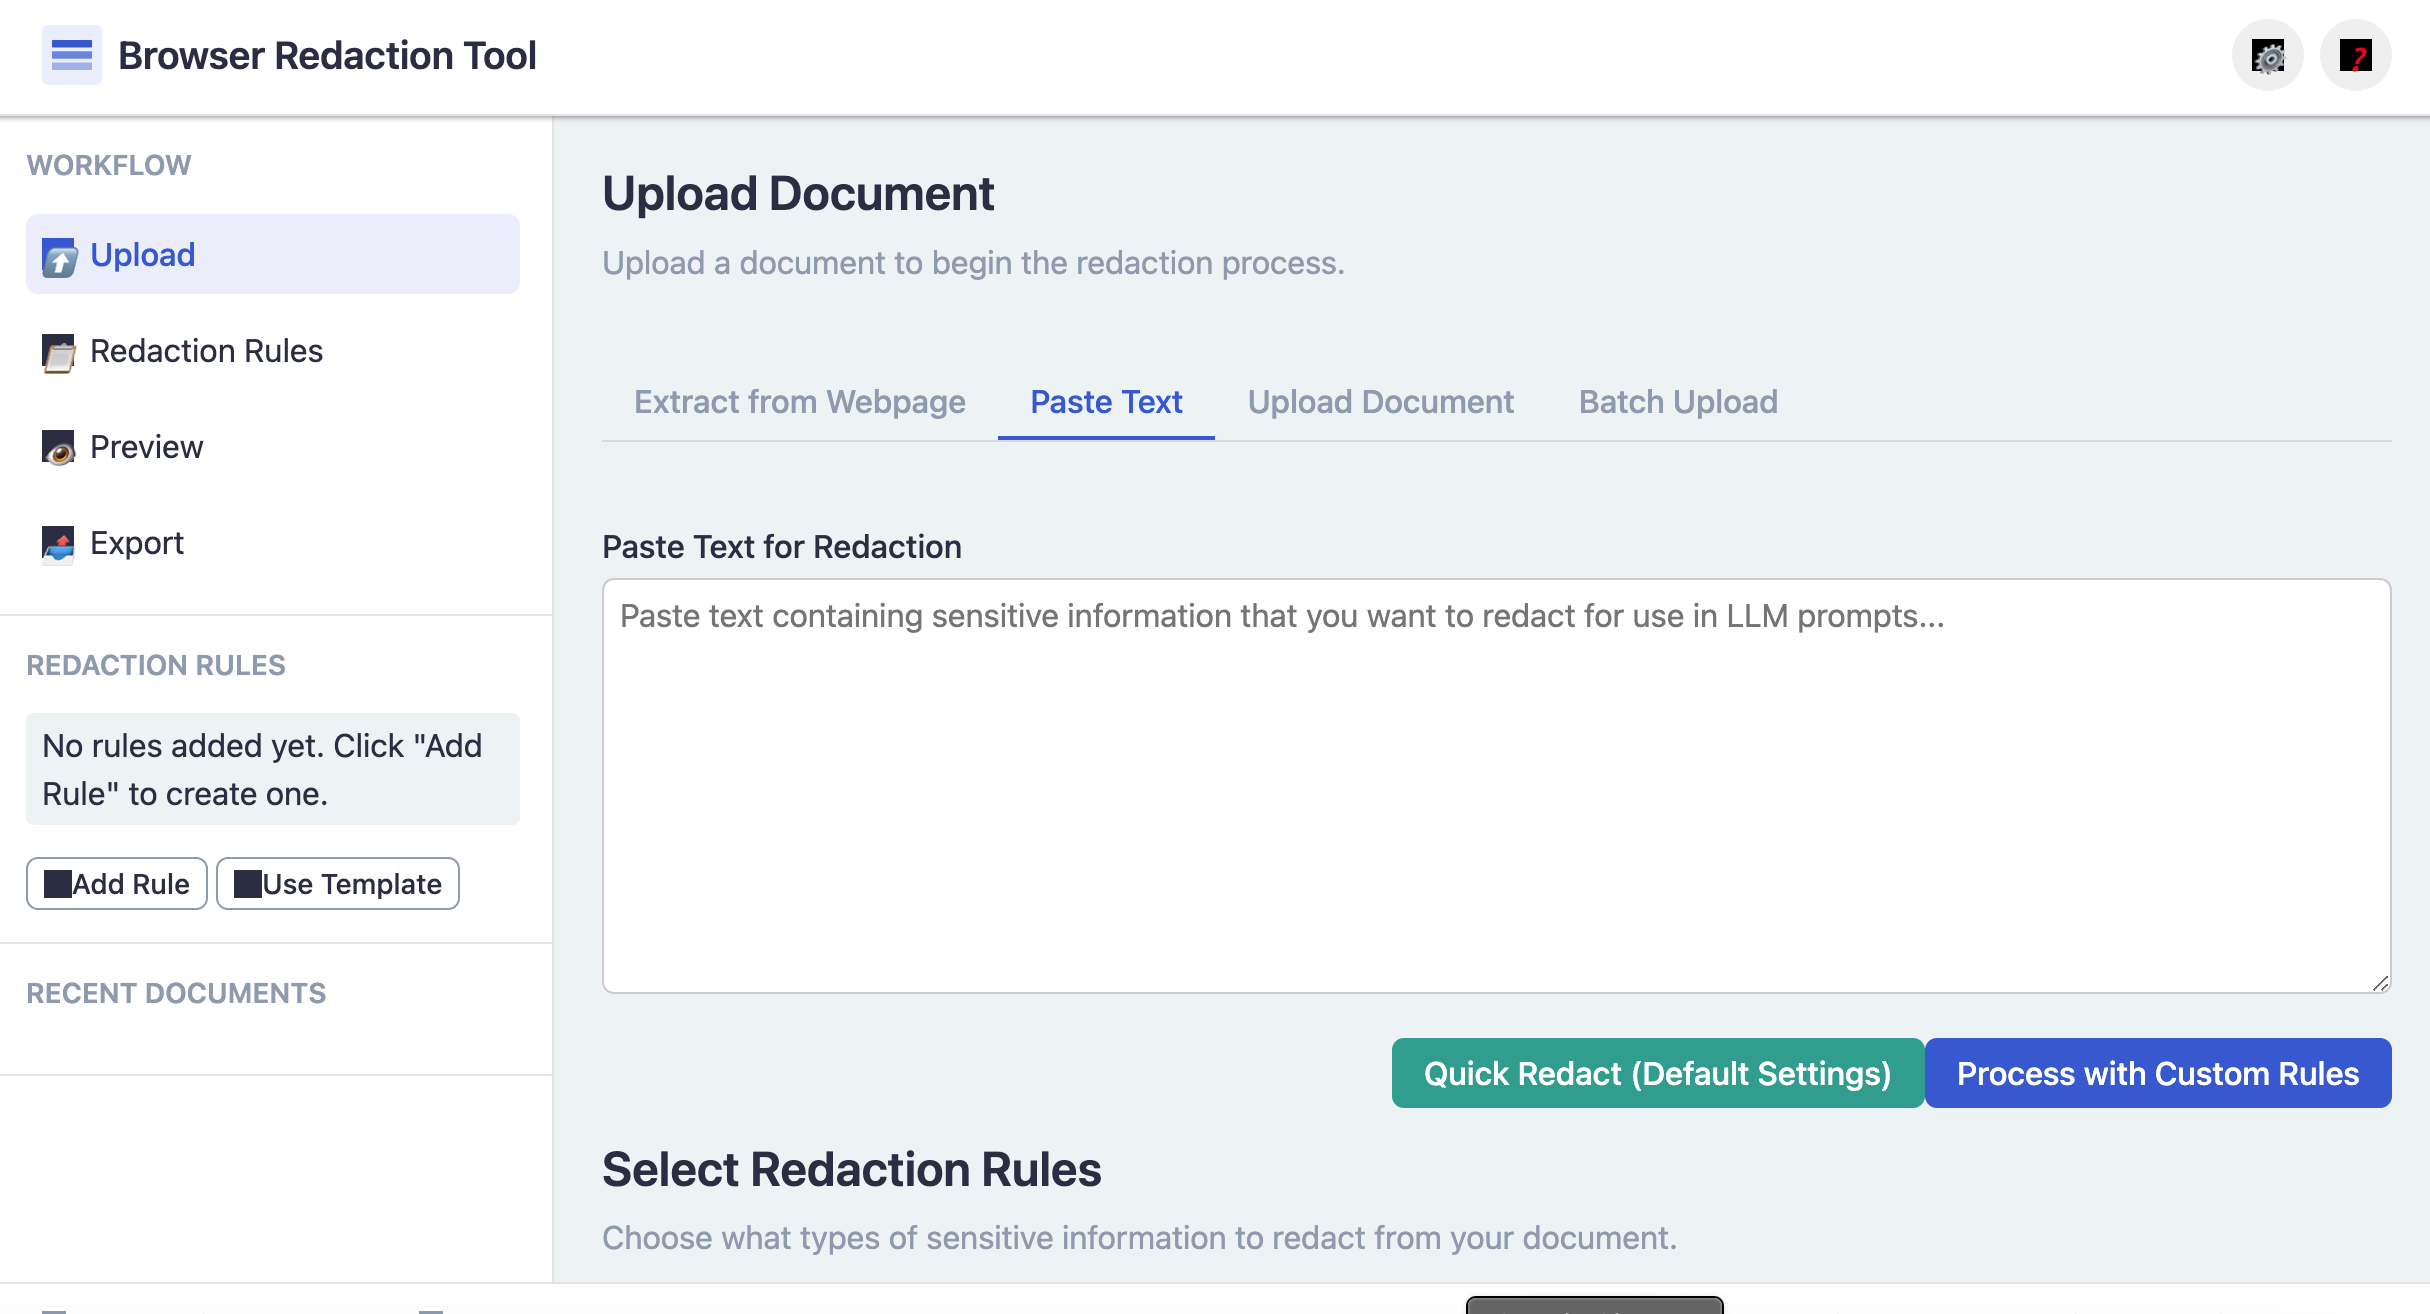 Browser Redaction Tool
WORKFLOW
Upload
Redaction Rules
Preview
Export
REDACTION RULES
No rules added yet. Click "Add
Rule" to create one.
Add Rule
Use Template
RECENT DOCUMENTS
Upload Document
Upload a document to begin the redaction process.
Extract from Webpage
Paste Text
Upload Document
Batch Upload
Paste Text for Redaction
Paste text containing sensitive information that you want to redact for use in LLM prompts...
Quick Redact (Default Settings)
Process with Custom Rules
Select Redaction Rules
Choose what types of sensitive information to redact from your document.